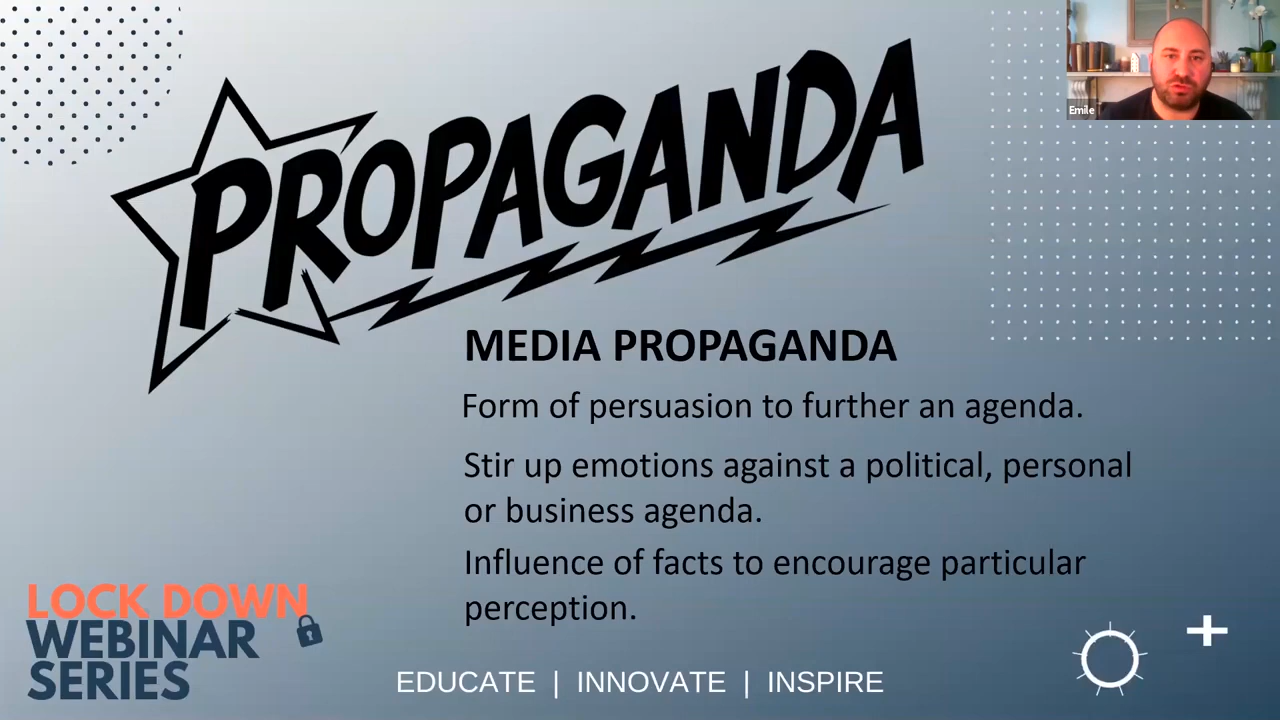 Emile
PROPAGANDA
MEDIA PROPAGANDA
Form of persuasion to further an agenda.
Stir up emotions against a political, personal
or business agenda.
Influence of facts to encourage particular
perception.
LOCK DOWN
WEBINAR
SERIES
EDUCATE | INNOVATE | INSPIRE